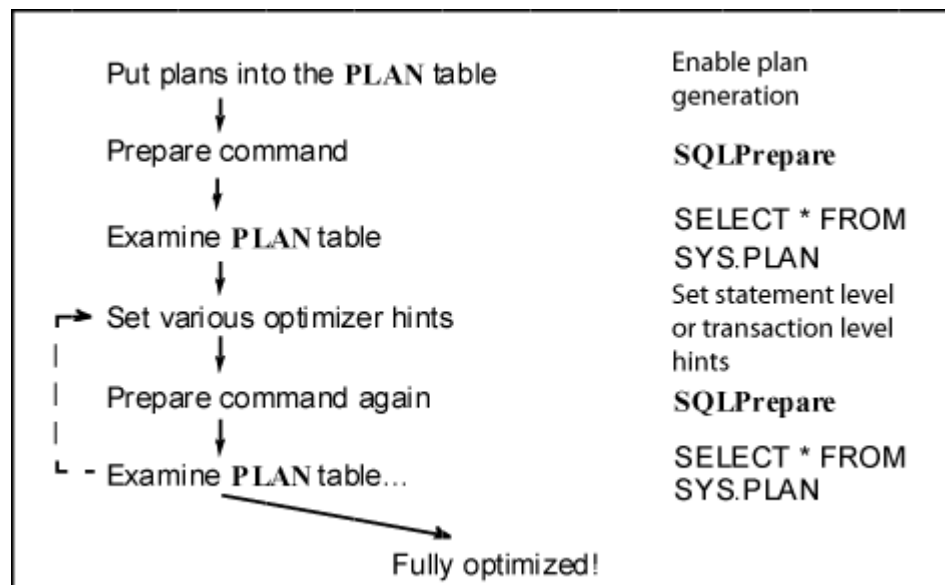 Put plans into the PLAN table
Enable plan
generation
Prepare command
SQLPrepare
Examine PLAN table
SELECT * FROM
SYS.PLAN
Set various optimizer hints
Set statement level
or transaction level
hints
Prepare command again
SQLPrepare
Examine PLAN table...
SELECT * FROM
SYS.PLAN
Fully optimized!